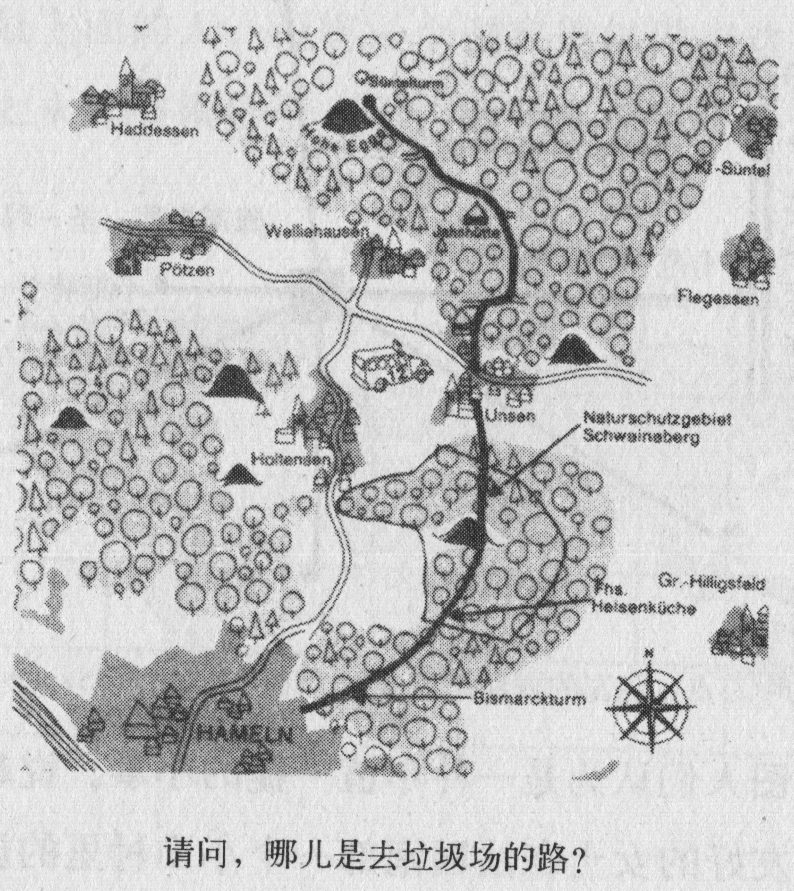 Süntelturm
Haddessen
Hohe Egge
Kl.-Süntel
Welliehausen
Jahnhütte
Pötzen
Flegessen
Unsen
Naturschutzgebiet
Schweineberg
Holtensen
Fhs.
Heisenküche
Gr.-Hilligsfeld
N
Bismarckturm
HAMELN
请问，哪儿是去垃圾场的路?